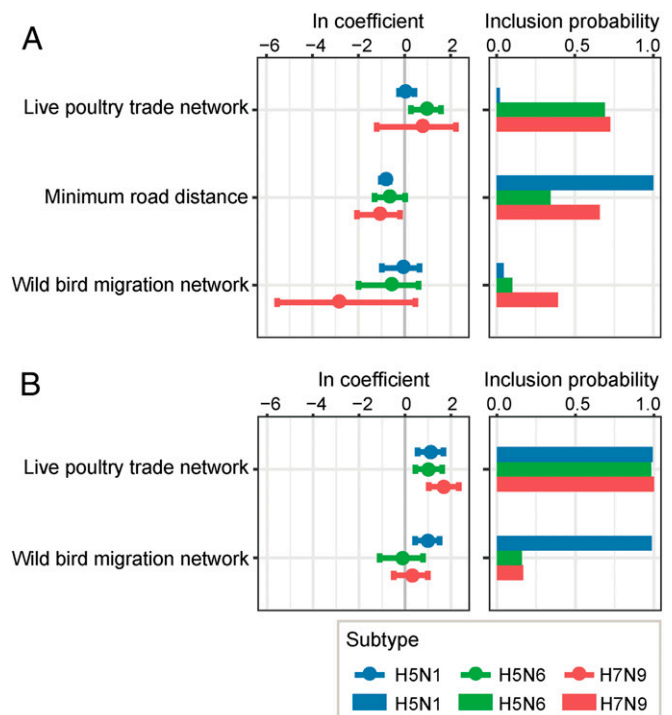 A
ln coefficient Inclusion probability
−6 −4 −2 0 2 0.0 0.5 1.0
Live poultry trade network
Minimum road distance
Wild bird migration network
B
ln coefficient Inclusion probability
−6 −4 −2 0 2 0.0 0.5 1.0
Live poultry trade network
Wild bird migration network
Subtype
H5N1 H5N6 H7N9
H5N1 H5N6 H7N9